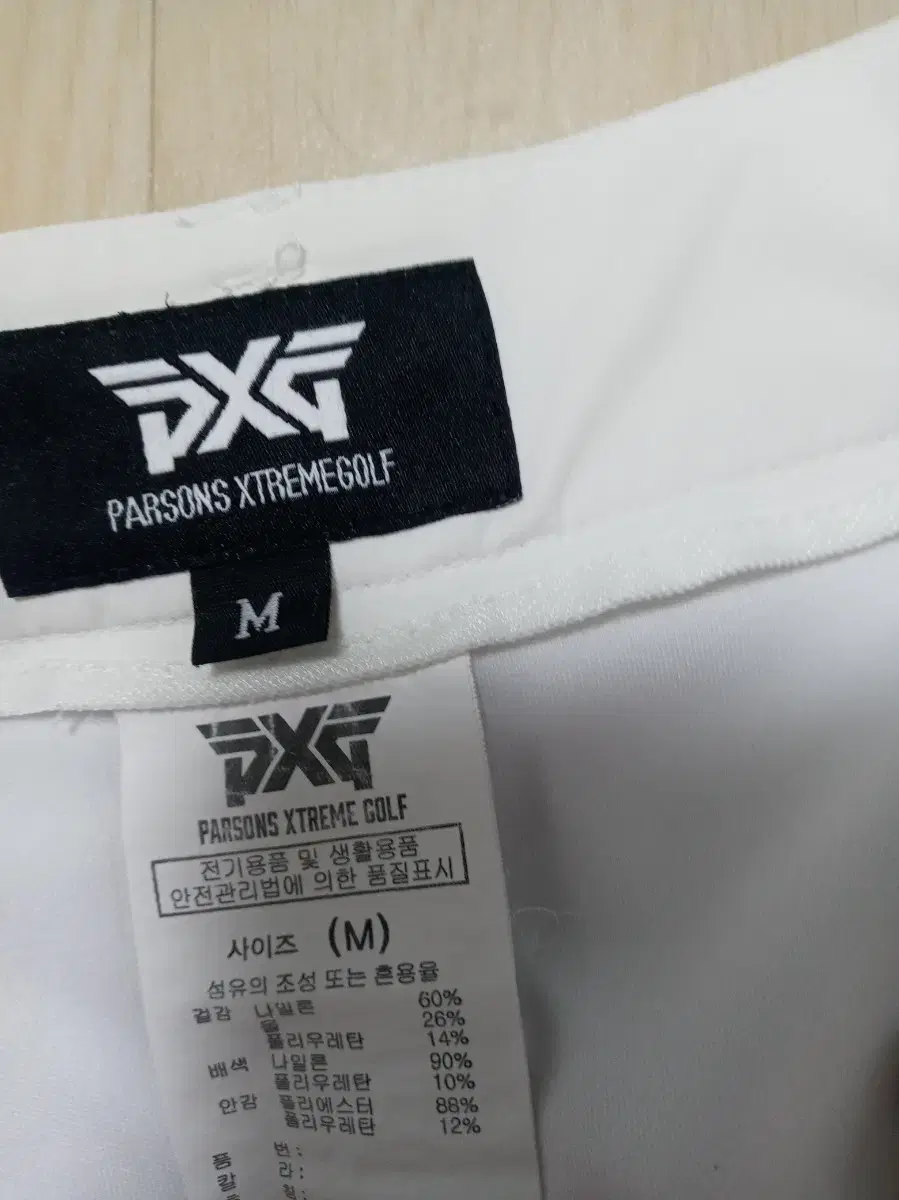 PXG
PARSONS XTREMEGOLF
M
PXG
PARSONS XTREME GOLF
전기용품 및 생활용품
안전관리법에 의한 품질표시
사이즈 (M)
섬유의 조성 또는 혼용율
겉감 나일론 60%
울 26%
폴리우레탄 14%
배색 나일론 90%
폴리우레탄 10%
안감 폴리에스터 88%
폴리우레탄 12%
품 번:
칼 라: